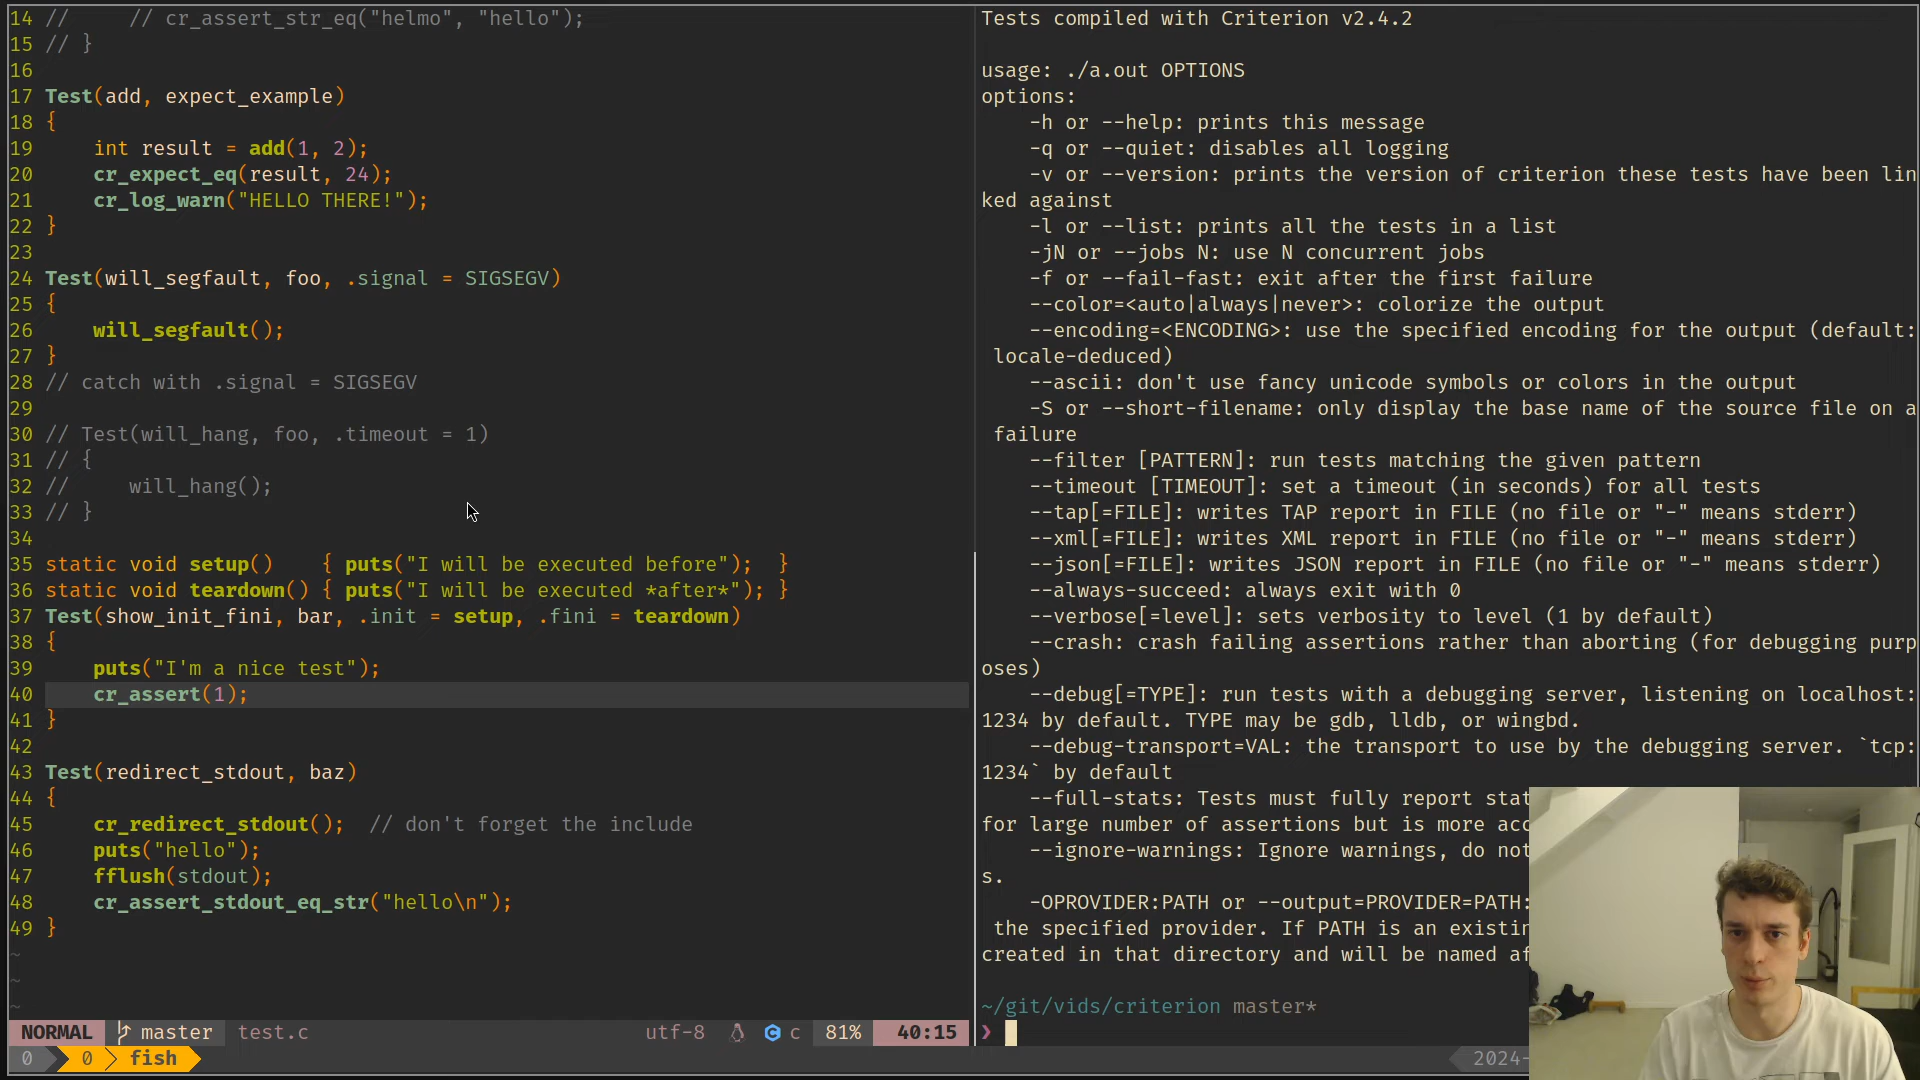 14 //     // cr_assert_str_eq("helmo", "hello");
15 // }
16
17 Test(add, expect_example)
18 {
19     int result = add(1, 2);
20     cr_expect_eq(result, 24);
21     cr_log_warn("HELLO THERE!");
22 }
23
24 Test(will_segfault, foo, .signal = SIGSEGV)
25 {
26     will_segfault();
27 }
28 // catch with .signal = SIGSEGV
29
30 // Test(will_hang, foo, .timeout = 1)
31 // {
32 //     will_hang();
33 // }
34
35 static void setup()    { puts("I will be executed before");  }
36 static void teardown() { puts("I will be executed *after*"); }
37 Test(show_init_fini, bar, .init = setup, .fini = teardown)
38 {
39     puts("I'm a nice test");
40     cr_assert(1);
41 }
42
43 Test(redirect_stdout, baz)
44 {
45     cr_redirect_stdout();  // don't forget the include
46     puts("hello");
47     fflush(stdout);
48     cr_assert_stdout_eq_str("hello\n");
49 }
~
~
~
NORMAL master test.c utf-8 c 81% 40:15
0 0 fish
Tests compiled with Criterion v2.4.2
usage: ./a.out OPTIONS
options:
    -h or --help: prints this message
    -q or --quiet: disables all logging
    -v or --version: prints the version of criterion these tests have been lin
ked against
    -l or --list: prints all the tests in a list
    -jN or --jobs N: use N concurrent jobs
    -f or --fail-fast: exit after the first failure
    --color=<auto|always|never>: colorize the output
    --encoding=<ENCODING>: use the specified encoding for the output (default:
 locale-deduced)
    --ascii: don't use fancy unicode symbols or colors in the output
    -S or --short-filename: only display the base name of the source file on a
 failure
    --filter [PATTERN]: run tests matching the given pattern
    --timeout [TIMEOUT]: set a timeout (in seconds) for all tests
    --tap[=FILE]: writes TAP report in FILE (no file or "-" means stderr)
    --xml[=FILE]: writes XML report in FILE (no file or "-" means stderr)
    --json[=FILE]: writes JSON report in FILE (no file or "-" means stderr)
    --always-succeed: always exit with 0
    --verbose[=level]: sets verbosity to level (1 by default)
    --crash: crash failing assertions rather than aborting (for debugging purp
oses)
    --debug[=TYPE]: run tests with a debugging server, listening on localhost:
1234 by default. TYPE may be gdb, lldb, or wingbd.
    --debug-transport=VAL: the transport to use by the debugging server. `tcp:
1234` by default
    --full-stats: Tests must fully report stat
for large number of assertions but is more acc
    --ignore-warnings: Ignore warnings, do not
s.
    -OPROVIDER:PATH or --output=PROVIDER=PATH:
 the specified provider. If PATH is an existin
created in that directory and will be named af
~/git/vids/criterion master*
❯
2024-